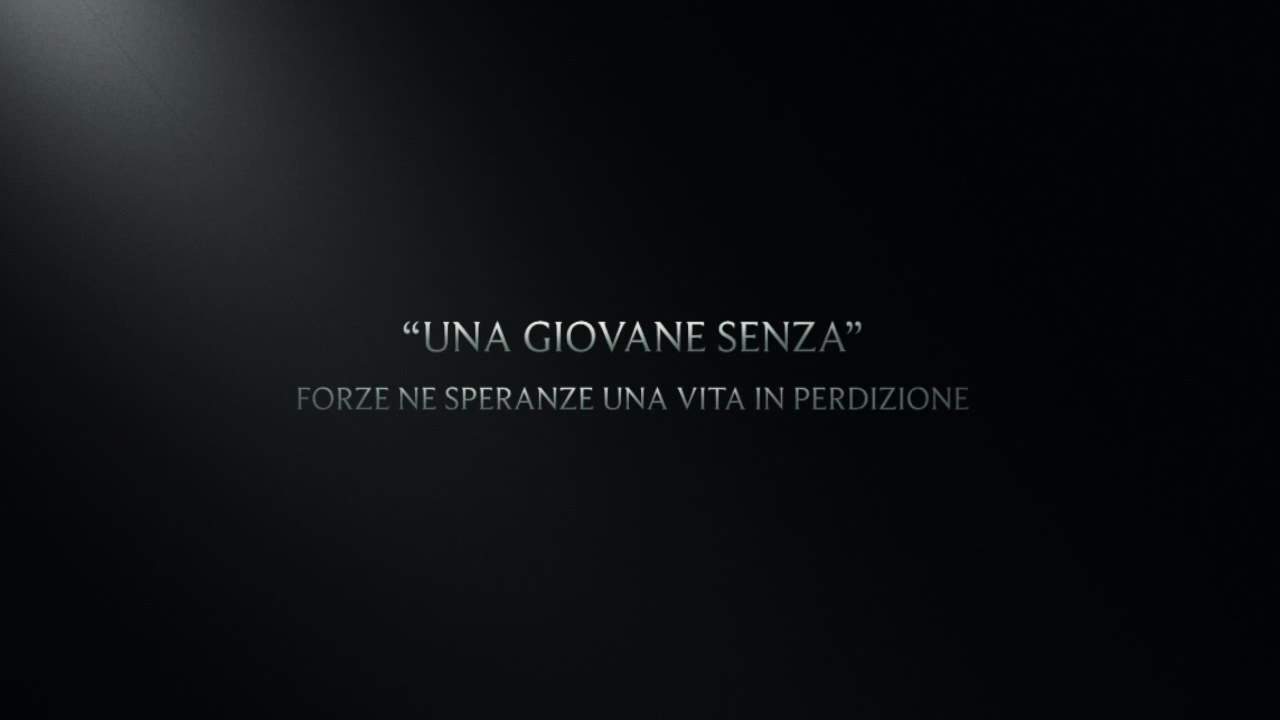 “UNA GIOVANE SENZA”
FORZE NE SPERANZE UNA VITA IN PERDIZIONE